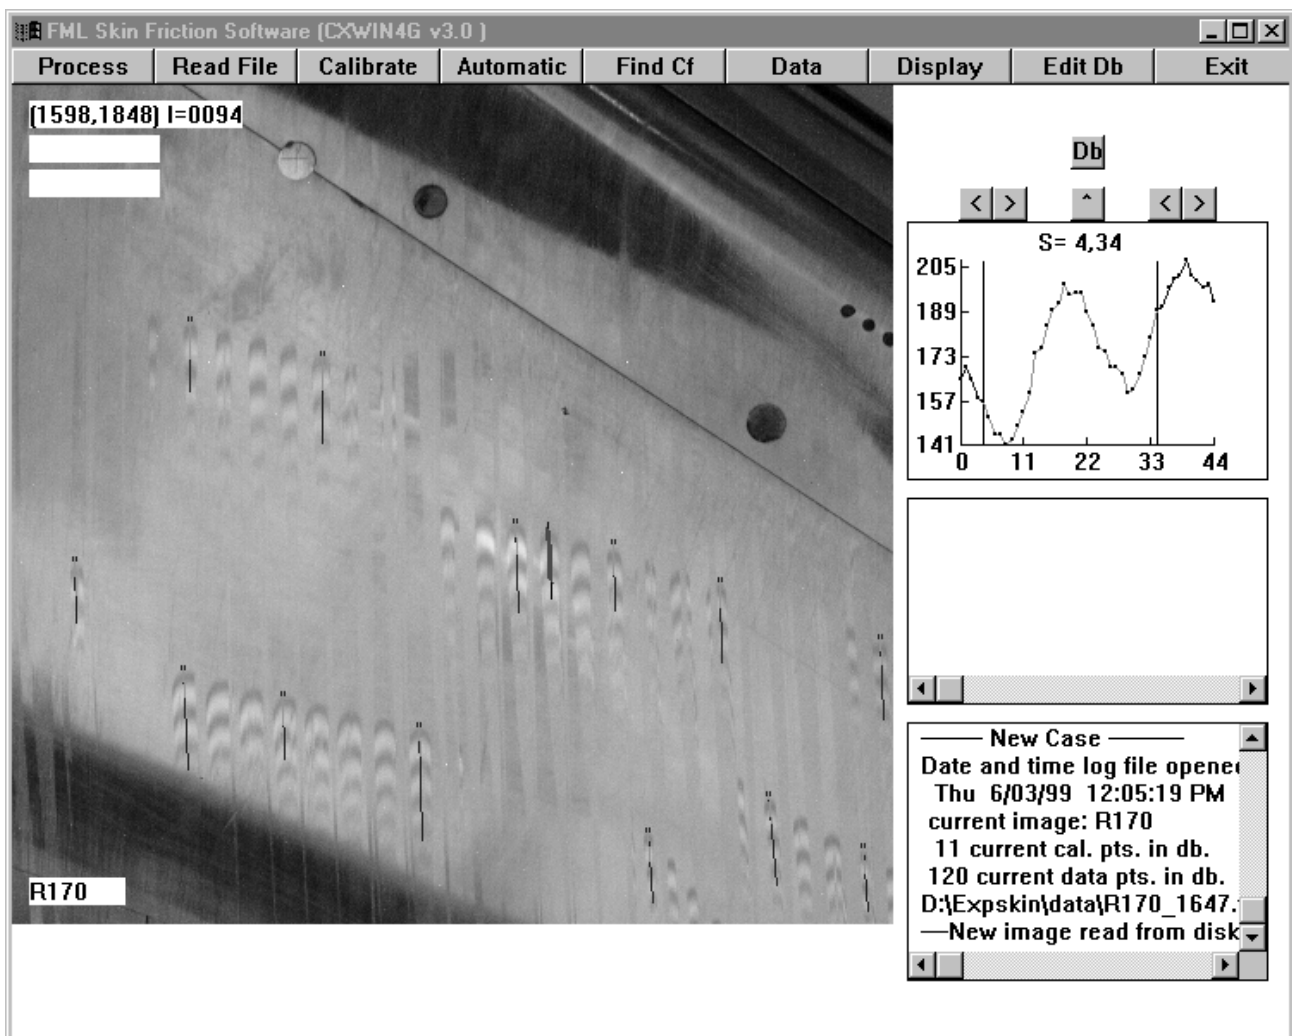 FML Skin Friction Software (CXWIN4G v3.0 )
Process Read File Calibrate Automatic Find Cf Data Display Edit Db Exit
(1598,1848) I=0094
Db
< > ^ < >
S= 4,34
205
189
173
157
141
0 11 22 33 44
New Case
Date and time log file opened
Thu 6/03/99 12:05:19 PM
current image: R170
11 current cal. pts. in db.
120 current data pts. in db.
D:\Expskin\data\R170_1647.
New image read from disk
R170